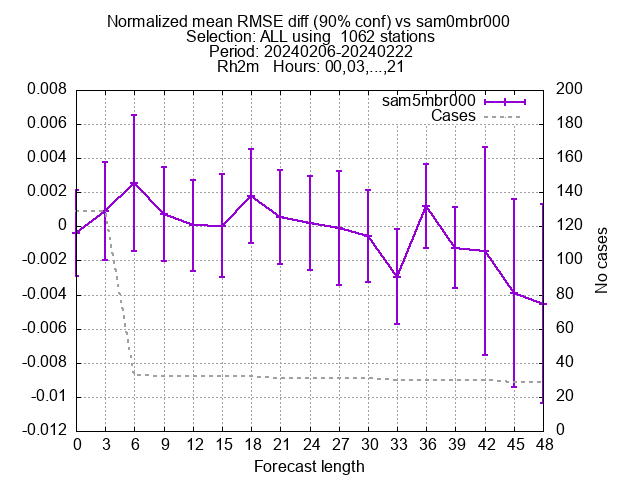 Normalized mean RMSE diff (90% conf) vs sam0mbr000
Selection: ALL using  1062 stations
Period: 20240206-20240222
Rh2m   Hours: 00,03,...,21
sam5mbr000
Cases
0.008
0.006
0.004
0.002
0
-0.002
-0.004
-0.006
-0.008
-0.01
-0.012
200
180
160
140
120
100
80
60
40
20
0
No cases
0 3 6 9 12 15 18 21 24 27 30 33 36 39 42 45 48
Forecast length